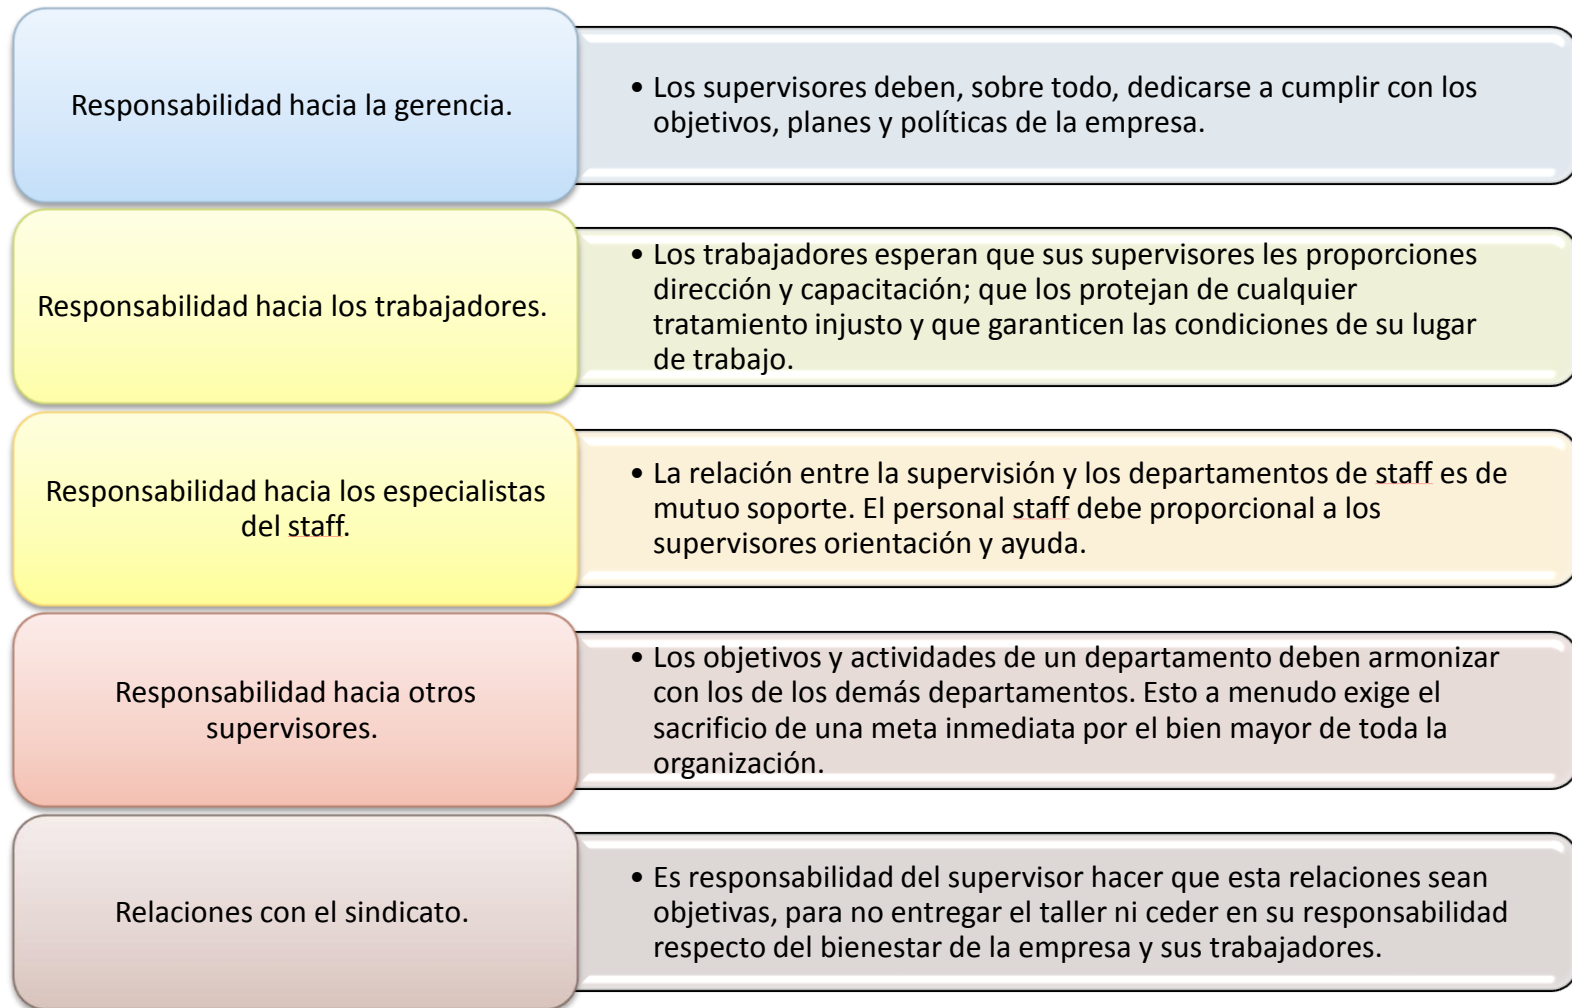 Responsabilidad hacia la gerencia.
• Los supervisores deben, sobre todo, dedicarse a cumplir con los
objetivos, planes y políticas de la empresa.
Responsabilidad hacia los trabajadores.
• Los trabajadores esperan que sus supervisores les proporciones
dirección y capacitación; que los protejan de cualquier
tratamiento injusto y que garanticen las condiciones de su lugar
de trabajo.
Responsabilidad hacia los especialistas
del staff.
• La relación entre la supervisión y los departamentos de staff es de
mutuo soporte. El personal staff debe proporcional a los
supervisores orientación y ayuda.
Responsabilidad hacia otros
supervisores.
• Los objetivos y actividades de un departamento deben armonizar
con los de los demás departamentos. Esto a menudo exige el
sacrificio de una meta inmediata por el bien mayor de toda la
organización.
Relaciones con el sindicato.
• Es responsabilidad del supervisor hacer que esta relaciones sean
objetivas, para no entregar el taller ni ceder en su responsabilidad
respecto del bienestar de la empresa y sus trabajadores.